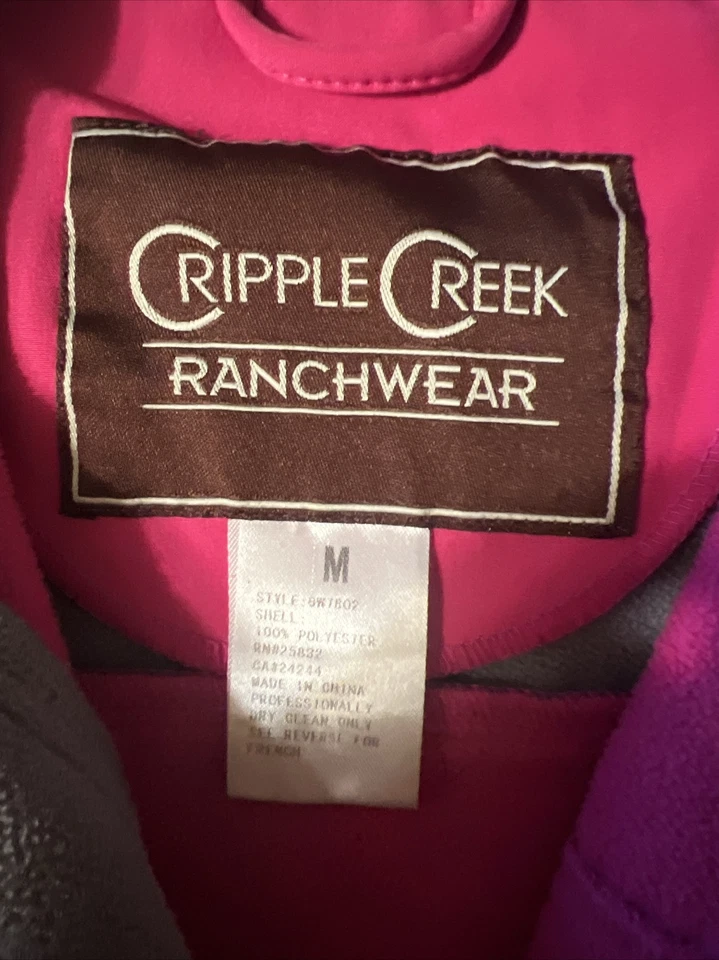 CRIPPLE CREEK
RANCHWEAR
M
STYLE:
SHELL:
100% POLYESTER
RN#25832
CA#24244
MADE IN CHINA
PROFESSIONALLY
DRY CLEAN ONLY
SEE REVERSE FOR
FRENCH